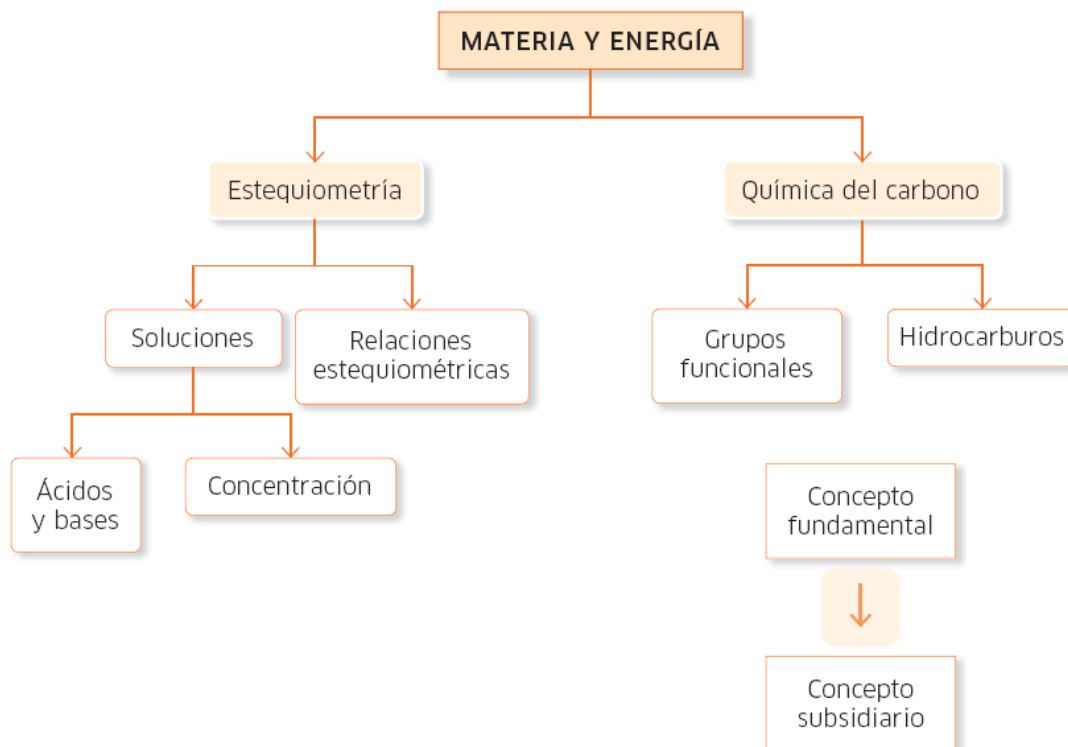 MATERIA Y ENERGÍA
Estequiometría
Química del carbono
Soluciones
Relaciones
estequiométricas
Grupos
funcionales
Hidrocarburos
Ácidos
y bases
Concentración
Concepto
fundamental
Concepto
subsidiario